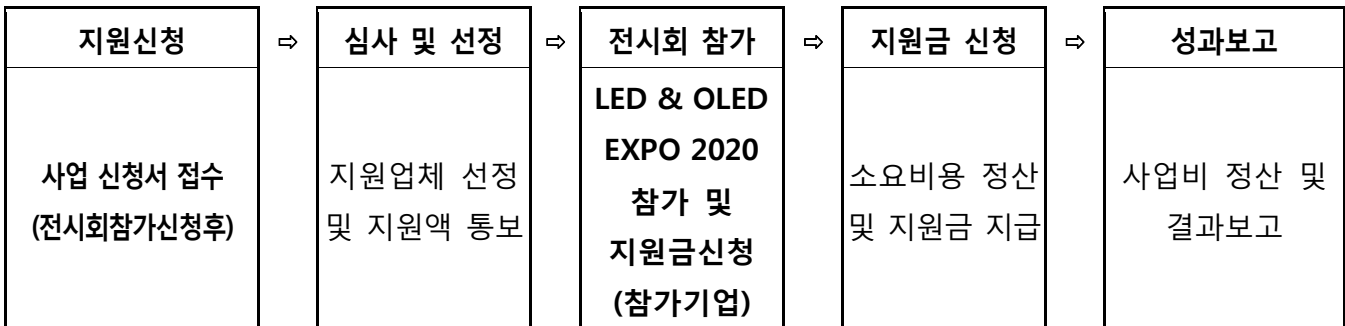 지원신청 ⇨ 심사 및 선정 ⇨ 전시회 참가 ⇨ 지원금 신청 ⇨ 성과보고
사업 신청서 접수
(전시회참가신청후)
지원업체 선정
및 지원액 통보
LED & OLED
EXPO 2020
참가 및
지원금신청
(참가기업)
소요비용 정산
및 지원금 지급
사업비 정산 및
결과보고